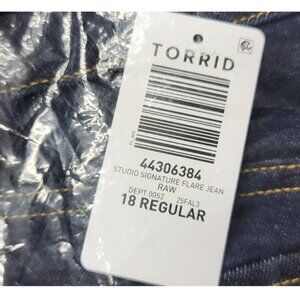 TORRID
44306384
STUDIO SIGNATURE FLARE JEAN
RAW
DEPT 0052 25FAL3
18 REGULAR